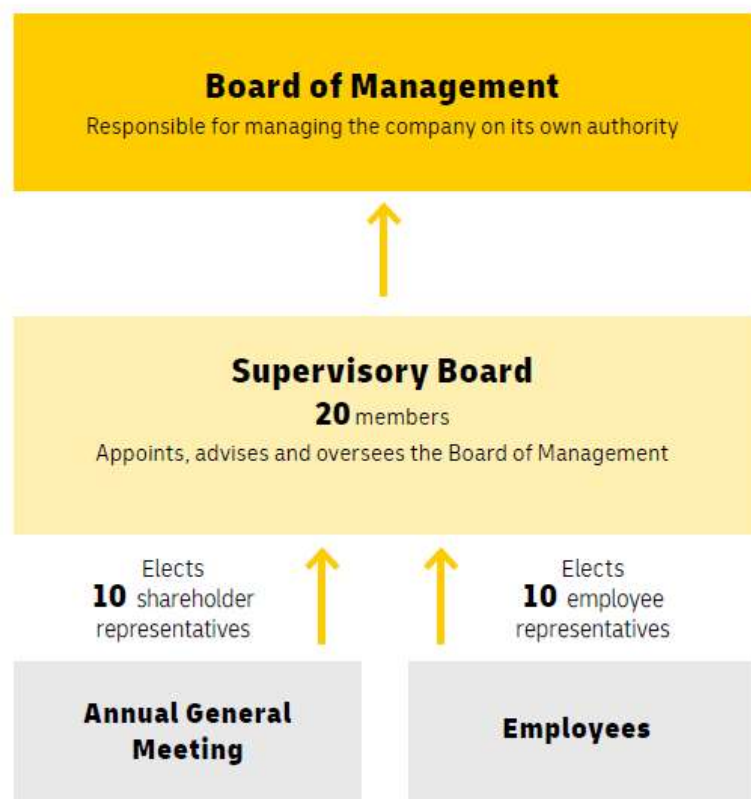 Board of Management
Responsible for managing the company on its own authority
Supervisory Board
20 members
Appoints, advises and oversees the Board of Management
Elects
10 shareholder
representatives
Elects
10 employee
representatives
Annual General
Meeting
Employees